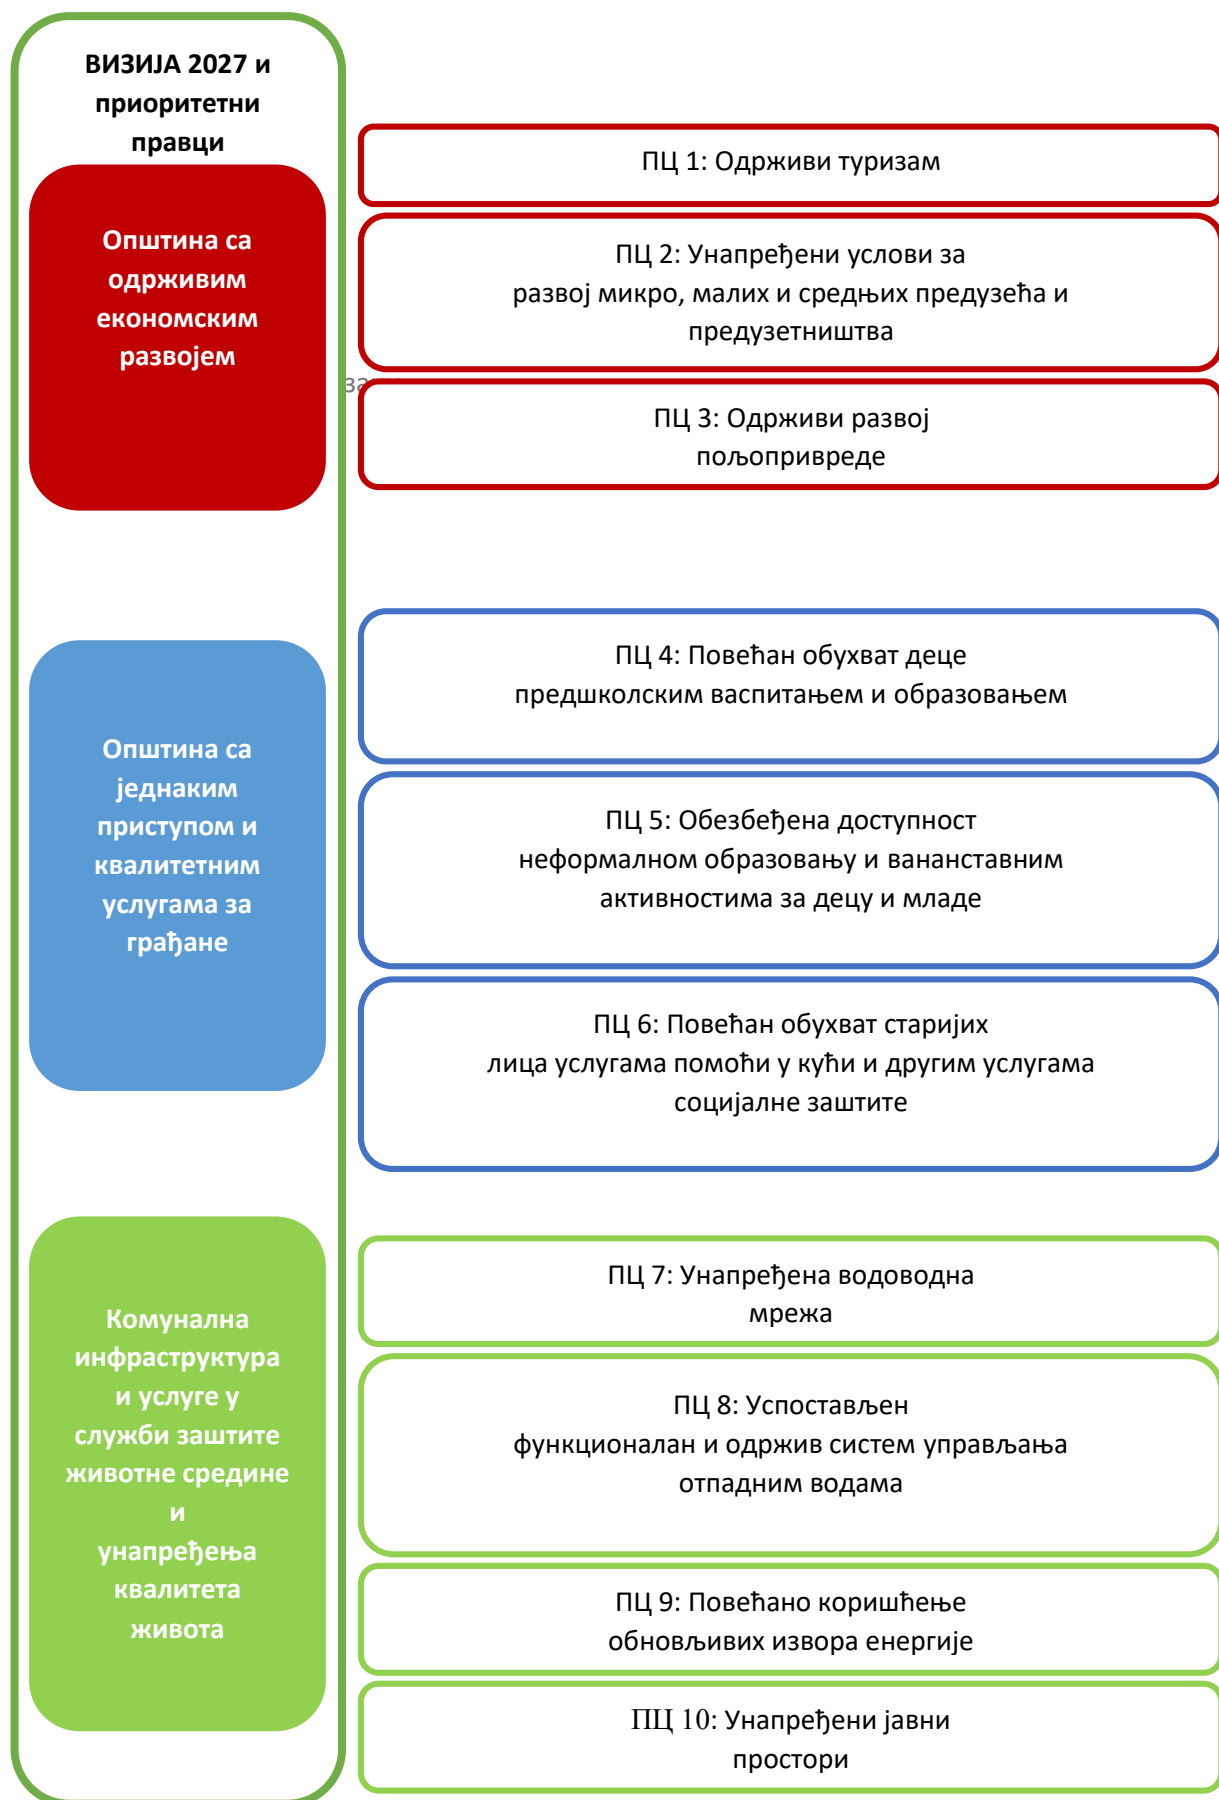 ВИЗИЈА 2027 и
приоритетни
правци
Општина са
одрживим
економским
развојем
ПЦ 1: Одрживи туризам
ПЦ 2: Унапређени услови за
развој микро, малих и средњих предузећа и
предузетништва
ПЦ 3: Одрживи развој
пољопривреде
Општина са
једнаким
приступом и
квалитетним
услугама за
грађане
ПЦ 4: Повећан обухват деце
предшколским васпитањем и образовањем
ПЦ 5: Обезбеђена доступност
неформалном образовању и вананставним
активностима за децу и младе
ПЦ 6: Повећан обухват старијих
лица услугама помоћи у кући и другим услугама
социјалне заштите
Комунална
инфраструктура
и услуге у
служби заштите
животне средине
и
унапређења
квалитета
живота
ПЦ 7: Унапређена водоводна
мрежа
ПЦ 8: Успостављен
функционалан и одржив систем управљања
отпадним водама
ПЦ 9: Повећано коришћење
обновљивих извора енергије
ПЦ 10: Унапређени јавни
простори